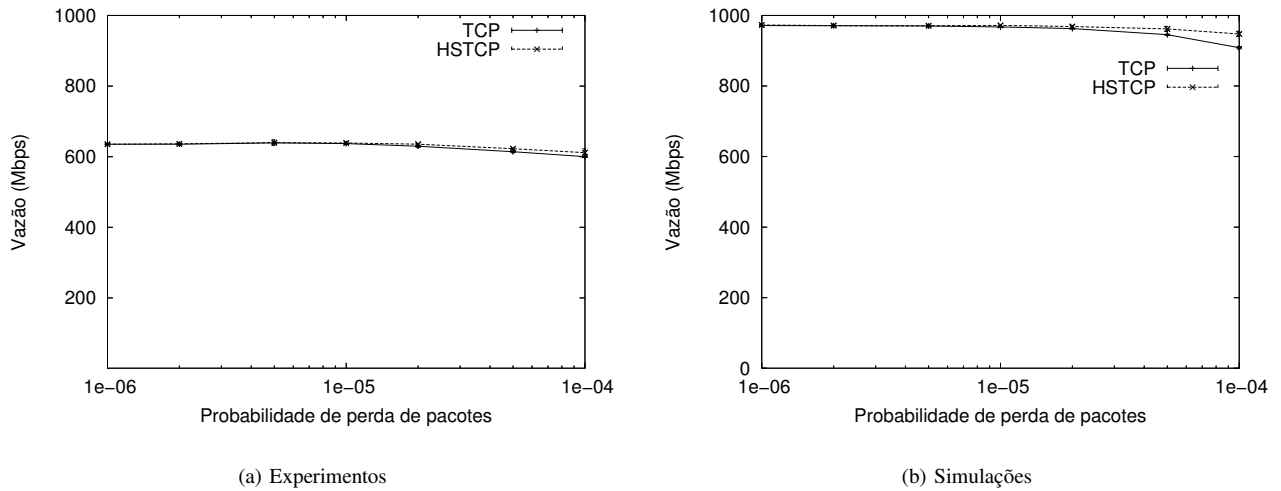 1000
800
600
400
200
Vazão (Mbps)
TCP
HSTCP
1e-06
1e-05
1e-04
Probabilidade de perda de pacotes
(a) Experimentos
1000
800
600
400
200
0
Vazão (Mbps)
TCP
HSTCP
1e-06
1e-05
1e-04
Probabilidade de perda de pacotes
(b) Simulações